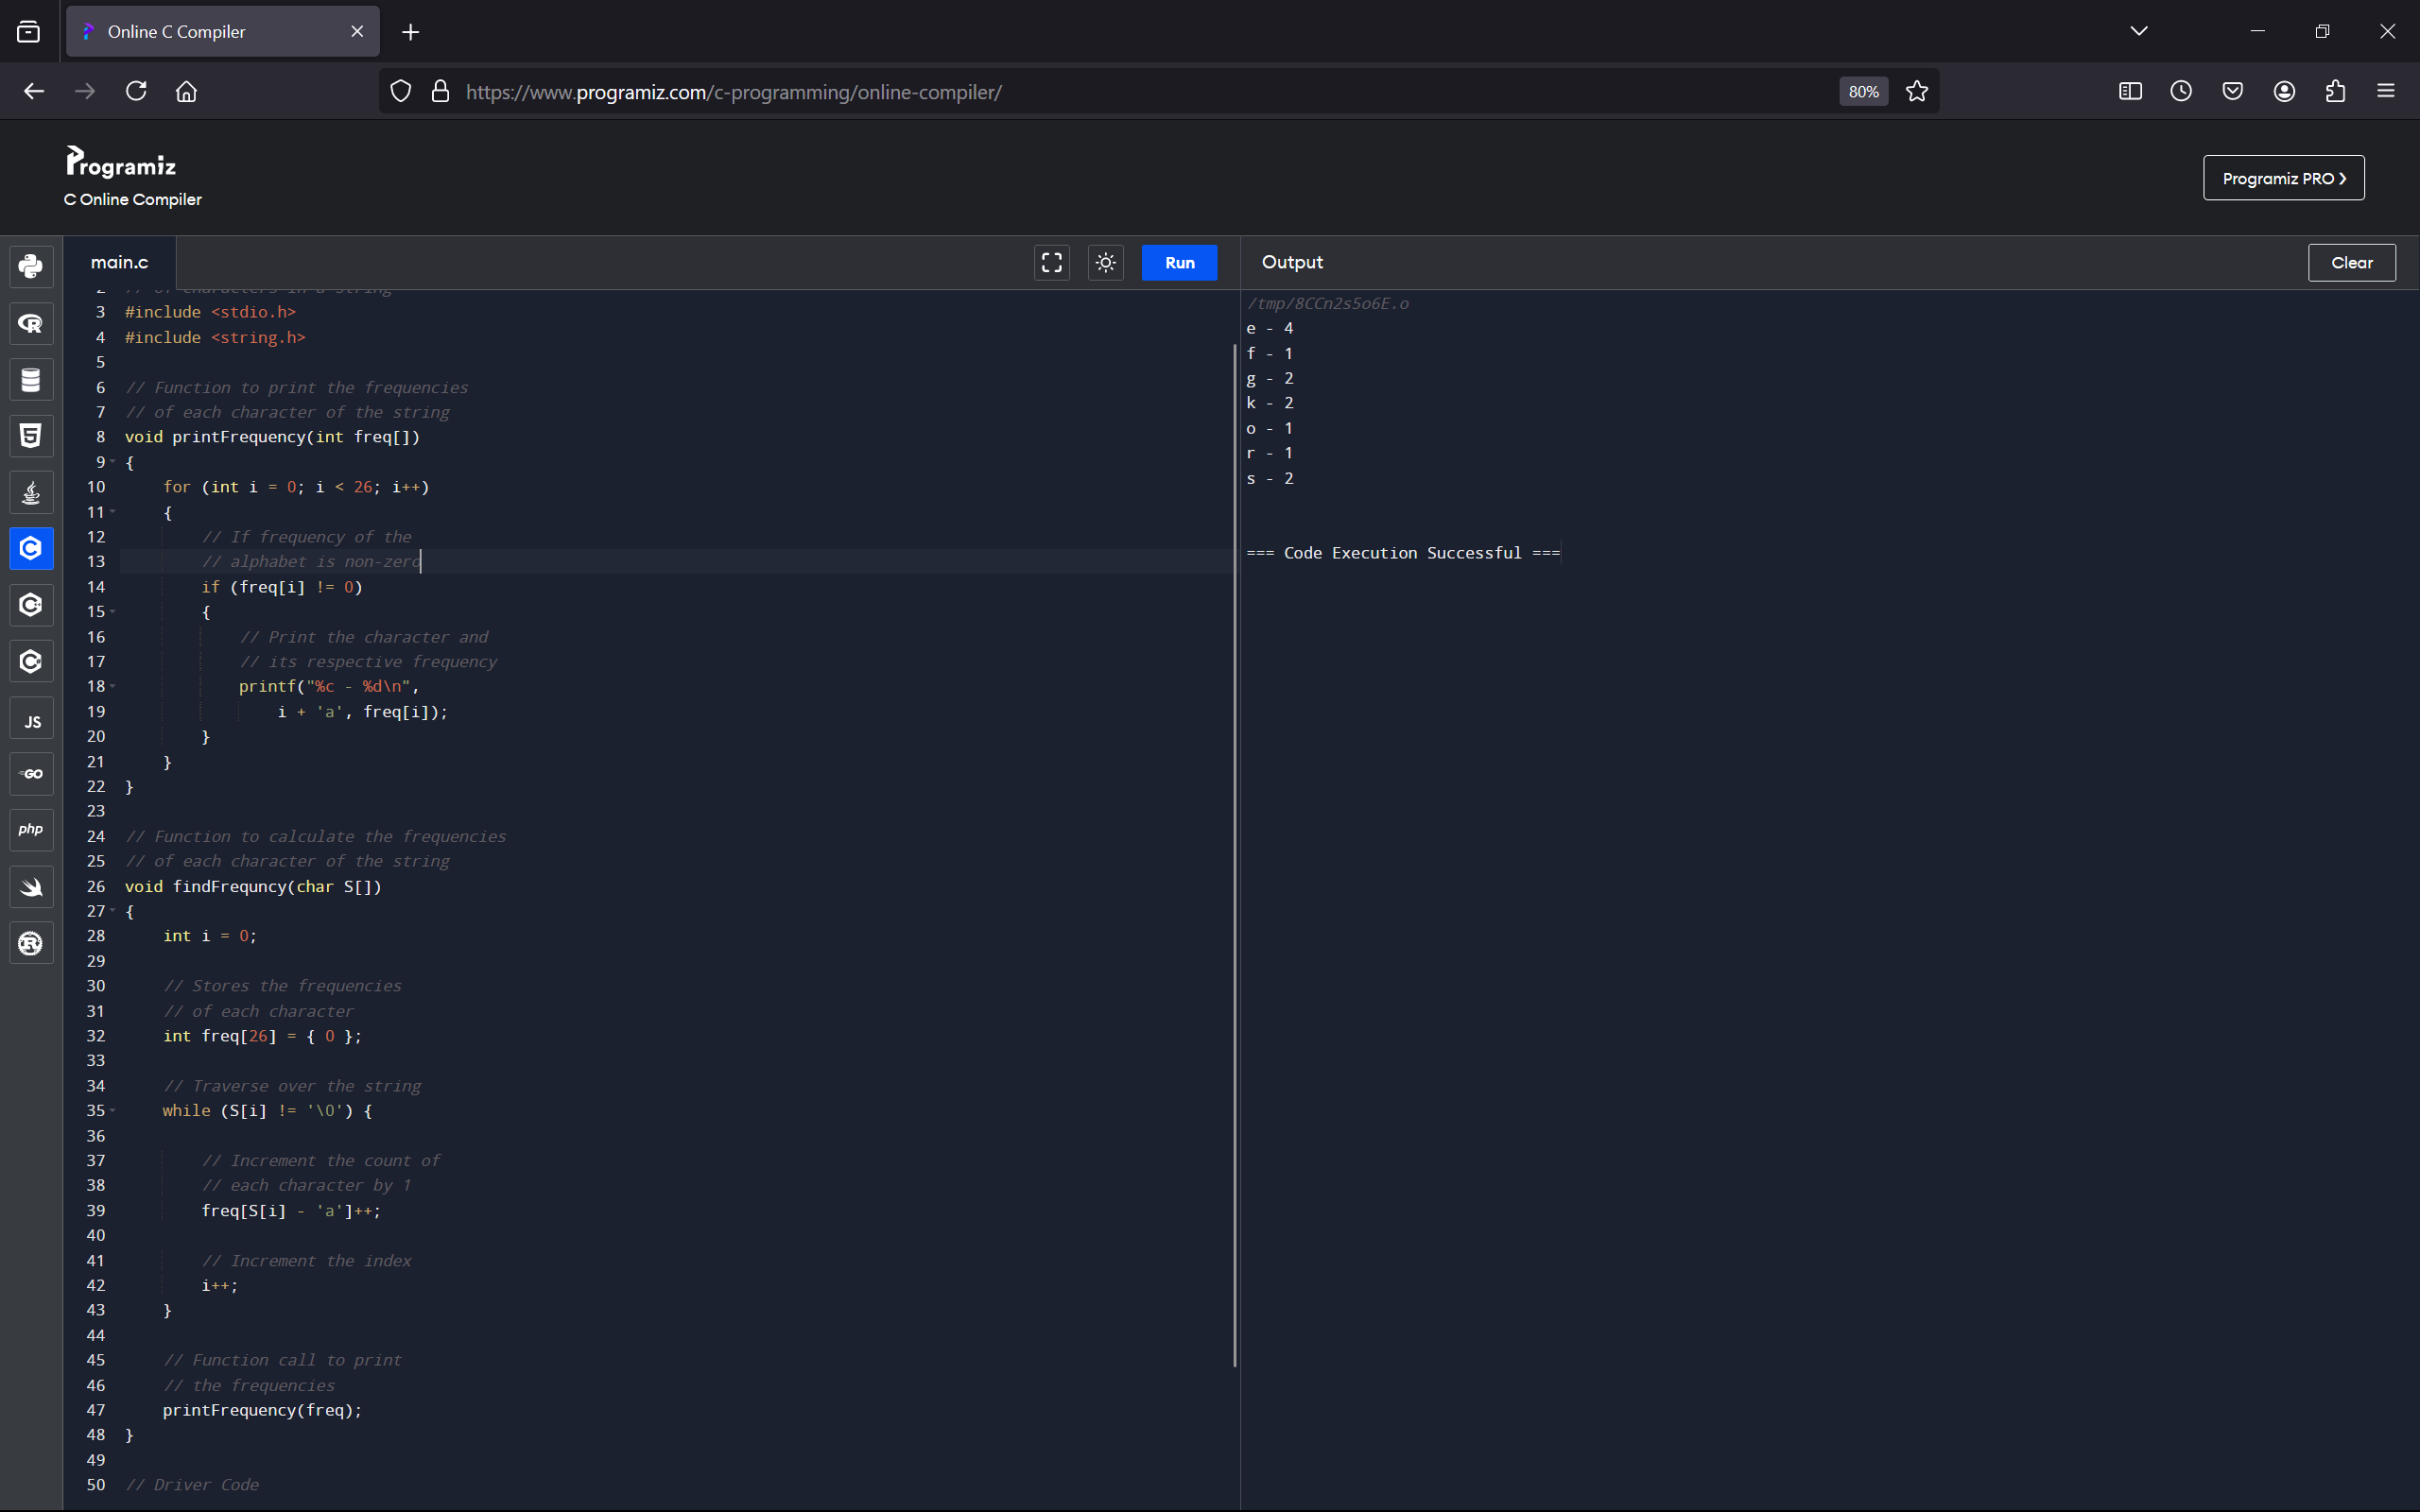 Online C Compiler
https://www.programiz.com/c-programming/online-compiler/
80%
Programiz
C Online Compiler
Programiz PRO ❯
main.c
Run
Output
Clear
JS
GO
php
2 // of characters in a string
3 #include <stdio.h>
4 #include <string.h>
5
6 // Function to print the frequencies
7 // of each character of the string
8 void printFrequency(int freq[])
9 {
10 for (int i = 0; i < 26; i++)
11 {
12 // If frequency of the
13 // alphabet is non-zero
14 if (freq[i] != 0)
15 {
16 // Print the character and
17 // its respective frequency
18 printf("%c - %d\n",
19 i + 'a', freq[i]);
20 }
21 }
22 }
23
24 // Function to calculate the frequencies
25 // of each character of the string
26 void findFrequncy(char S[])
27 {
28 int i = 0;
29
30 // Stores the frequencies
31 // of each character
32 int freq[26] = { 0 };
33
34 // Traverse over the string
35 while (S[i] != '\0') {
36
37 // Increment the count of
38 // each character by 1
39 freq[S[i] - 'a']++;
40
41 // Increment the index
42 i++;
43 }
44
45 // Function call to print
46 // the frequencies
47 printFrequency(freq);
48 }
49
50 // Driver Code
/tmp/8CCn2s5o6E.o
e - 4
f - 1
g - 2
k - 2
o - 1
r - 1
s - 2
=== Code Execution Successful ===